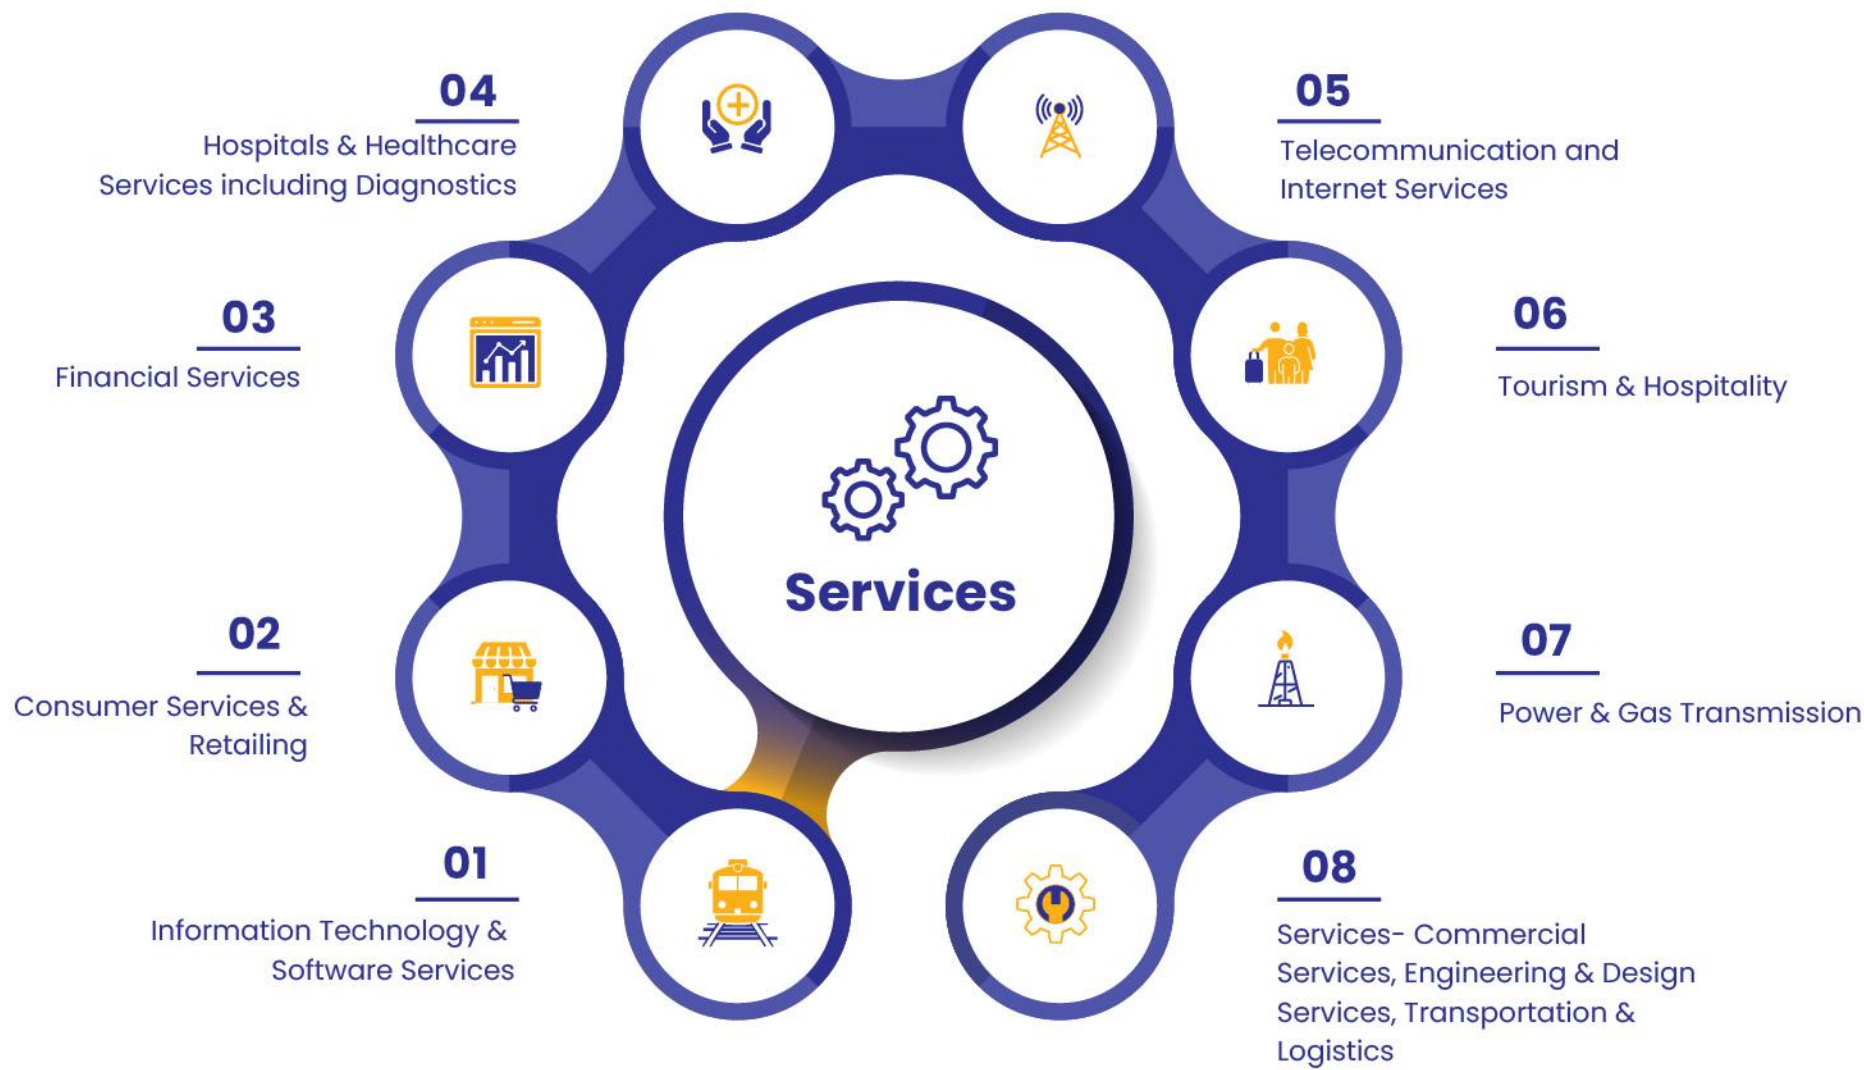 04
Hospitals & Healthcare
Services including Diagnostics
05
Telecommunication and
Internet Services
03
Financial Services
06
Tourism & Hospitality
Services
02
Consumer Services &
Retailing
07
Power & Gas Transmission
01
Information Technology &
Software Services
08
Services- Commercial
Services, Engineering & Design
Services, Transportation &
Logistics